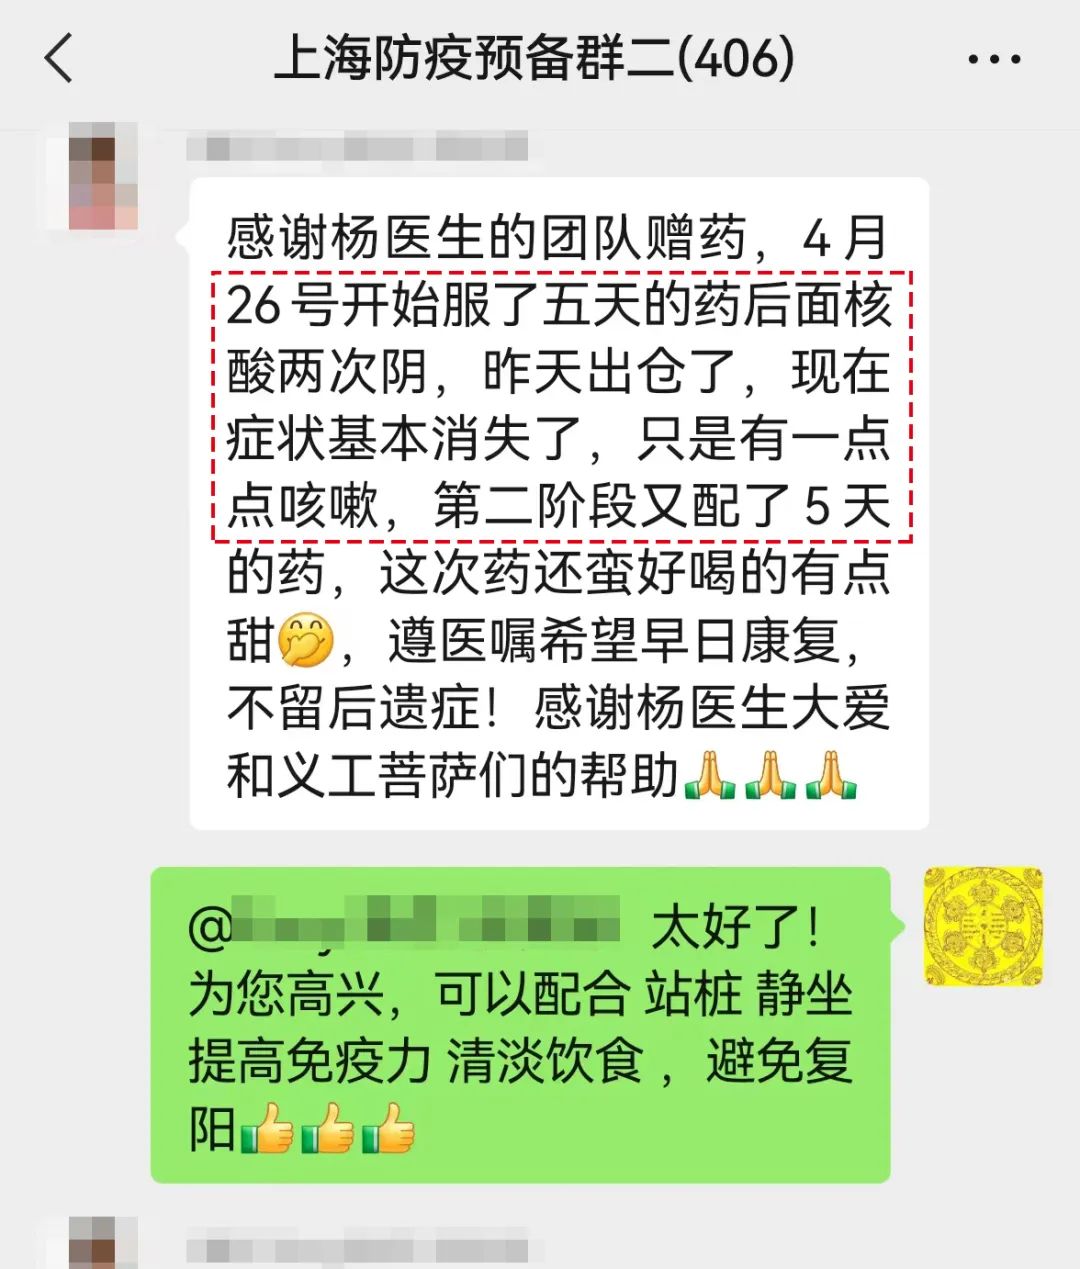 上海防疫预备群二(406)
感谢杨医生的团队赠药，4月
26号开始服了五天的药后面核
酸两次阴，昨天出仓了，现在
症状基本消失了，只是有一点
点咳嗽，第二阶段又配了5天
的药，这次药还蛮好喝的有点
甜🤭，遵医嘱希望早日康复，
不留后遗症！感谢杨医生大爱
和义工菩萨们的帮助🙏🙏🙏
@ 太好了！
为您高兴，可以配合 站桩 静坐
提高免疫力 清淡饮食 ，避免复
阳👍👍👍